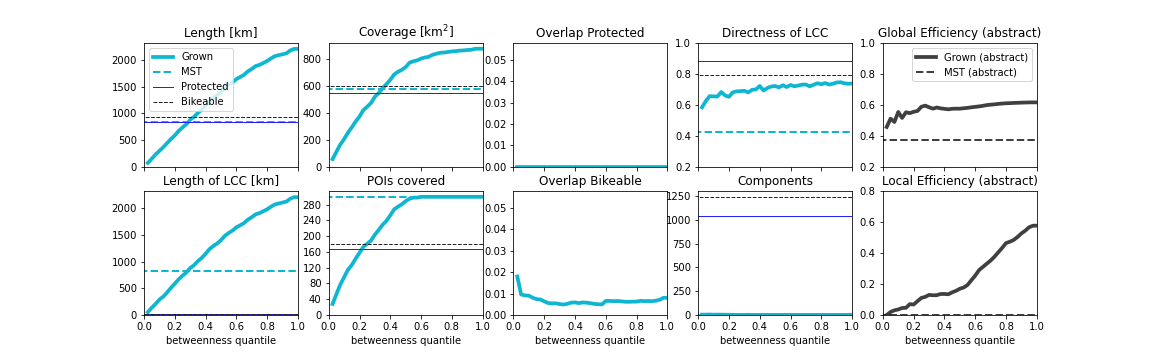 Length [km]
Coverage [km²]
Overlap Protected
Directness of LCC
Global Efficiency (abstract)
2000
1500
1000
500
0
Grown
MST
Protected
Bikeable
800
600
400
200
0
0.05
0.04
0.03
0.02
0.01
0.00
1.0
0.8
0.6
0.4
0.2
1.0
0.8
0.6
0.4
0.2
Grown (abstract)
MST (abstract)
Length of LCC [km]
POIs covered
Overlap Bikeable
Components
Local Efficiency (abstract)
2000
1500
1000
500
0
280
240
200
160
120
80
40
0
0.05
0.04
0.03
0.02
0.01
0.00
1250
1000
750
500
250
0
0.8
0.6
0.4
0.2
0.0
0.0 0.2 0.4 0.6 0.8 1.0
0.0 0.2 0.4 0.6 0.8 1.0
0.0 0.2 0.4 0.6 0.8 1.0
0.0 0.2 0.4 0.6 0.8 1.0
0.0 0.2 0.4 0.6 0.8 1.0
betweenness quantile
betweenness quantile
betweenness quantile
betweenness quantile
betweenness quantile